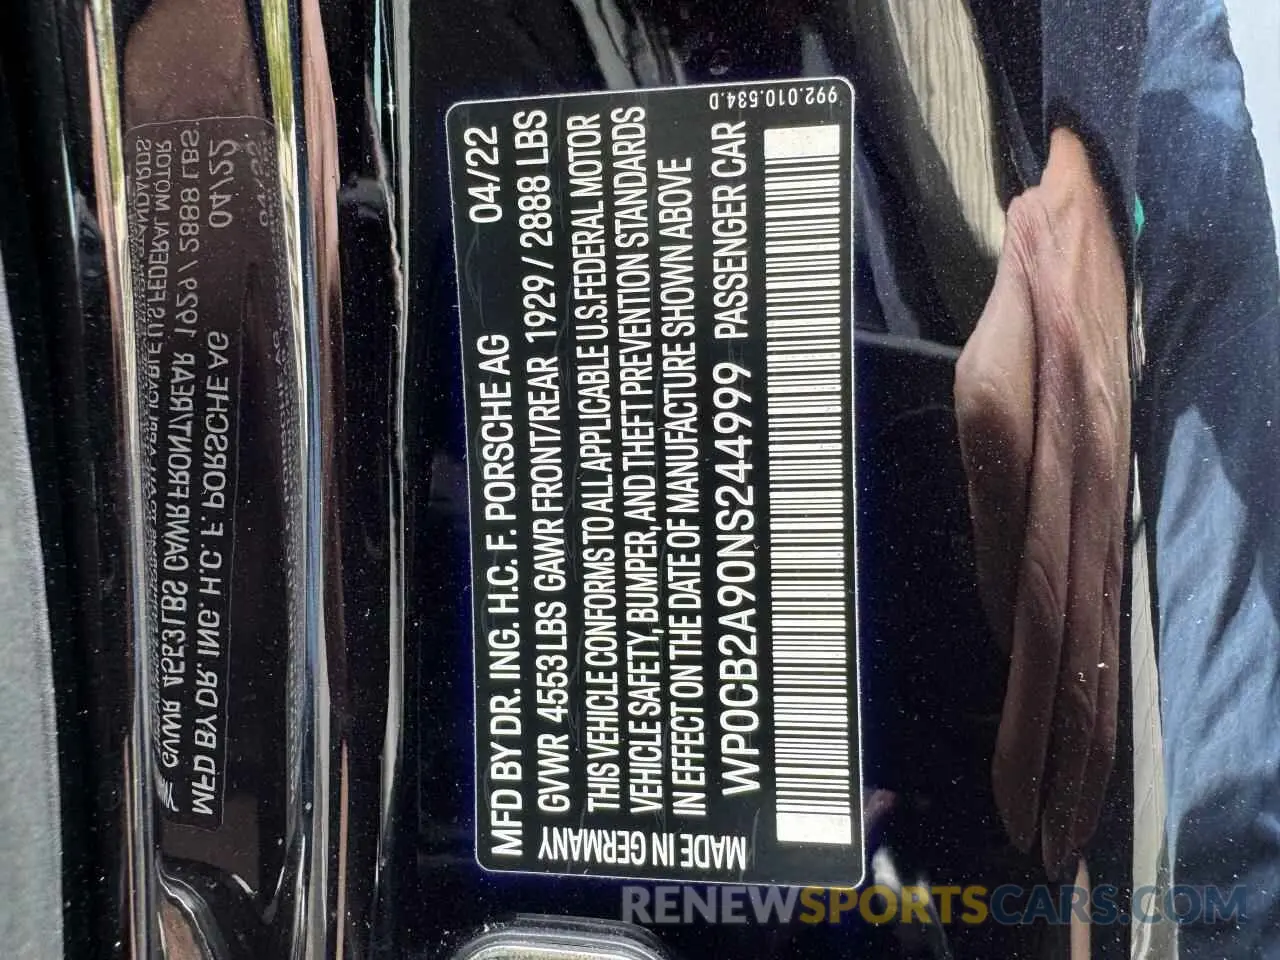 MFD BY DR. ING. H.C. F. PORSCHE AG 04/22
GVWR 4553 LBS GAWR FRONT/REAR 1929 / 2888 LBS
THIS VEHICLE CONFORMS TO ALL APPLICABLE U.S. FEDERAL MOTOR
VEHICLE SAFETY, BUMPER, AND THEFT PREVENTION STANDARDS
IN EFFECT ON THE DATE OF MANUFACTURE SHOWN ABOVE
WP0CB2A90NS244999 PASSENGER CAR
MADE IN GERMANY
992.010.534.D
RENEWSPORTSCARS.COM